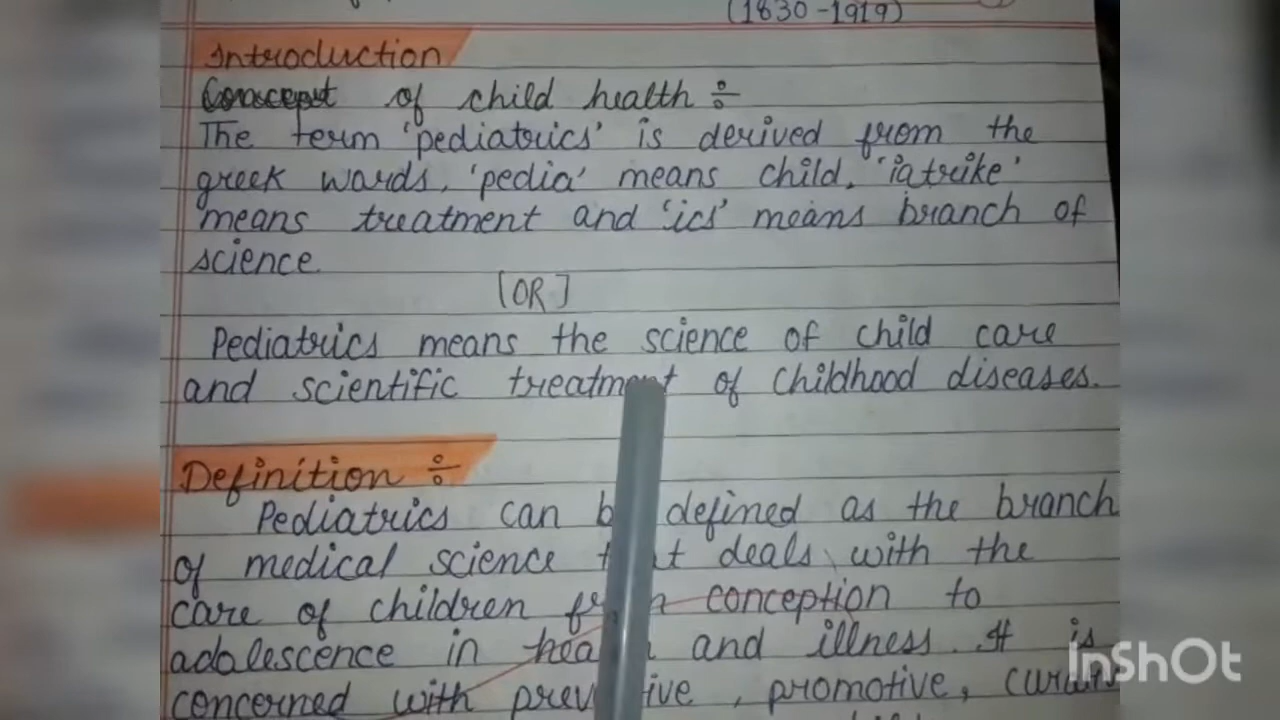 (1830-1919)
Introduction
Concept of child health ÷
The term 'pediatrics' is derived from the
greek wards, 'pedia' means child, 'iatrike'
means treatment and 'ics' means branch of
science.
[OR]
Pediatrics means the science of child care
and scientific treatment of childhood diseases.
Definition ÷
Pediatrics can be defined as the branch
of medical science that deals with the
care of children from conception to
adolescence in health and illness. It is
concerned with preventive, promotive,
InShOt